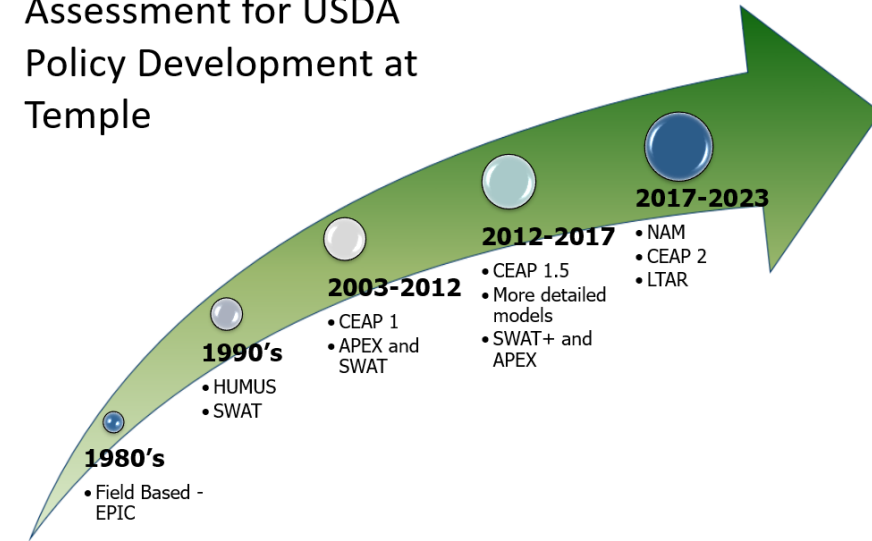 Assessment for USDA
Policy Development at
Temple
1980’s
• Field Based -
EPIC
1990’s
• HUMUS
• SWAT
2003-2012
• CEAP 1
• APEX and
SWAT
2012-2017
• CEAP 1.5
• More detailed
models
• SWAT+ and
APEX
2017-2023
• NAM
• CEAP 2
• LTAR